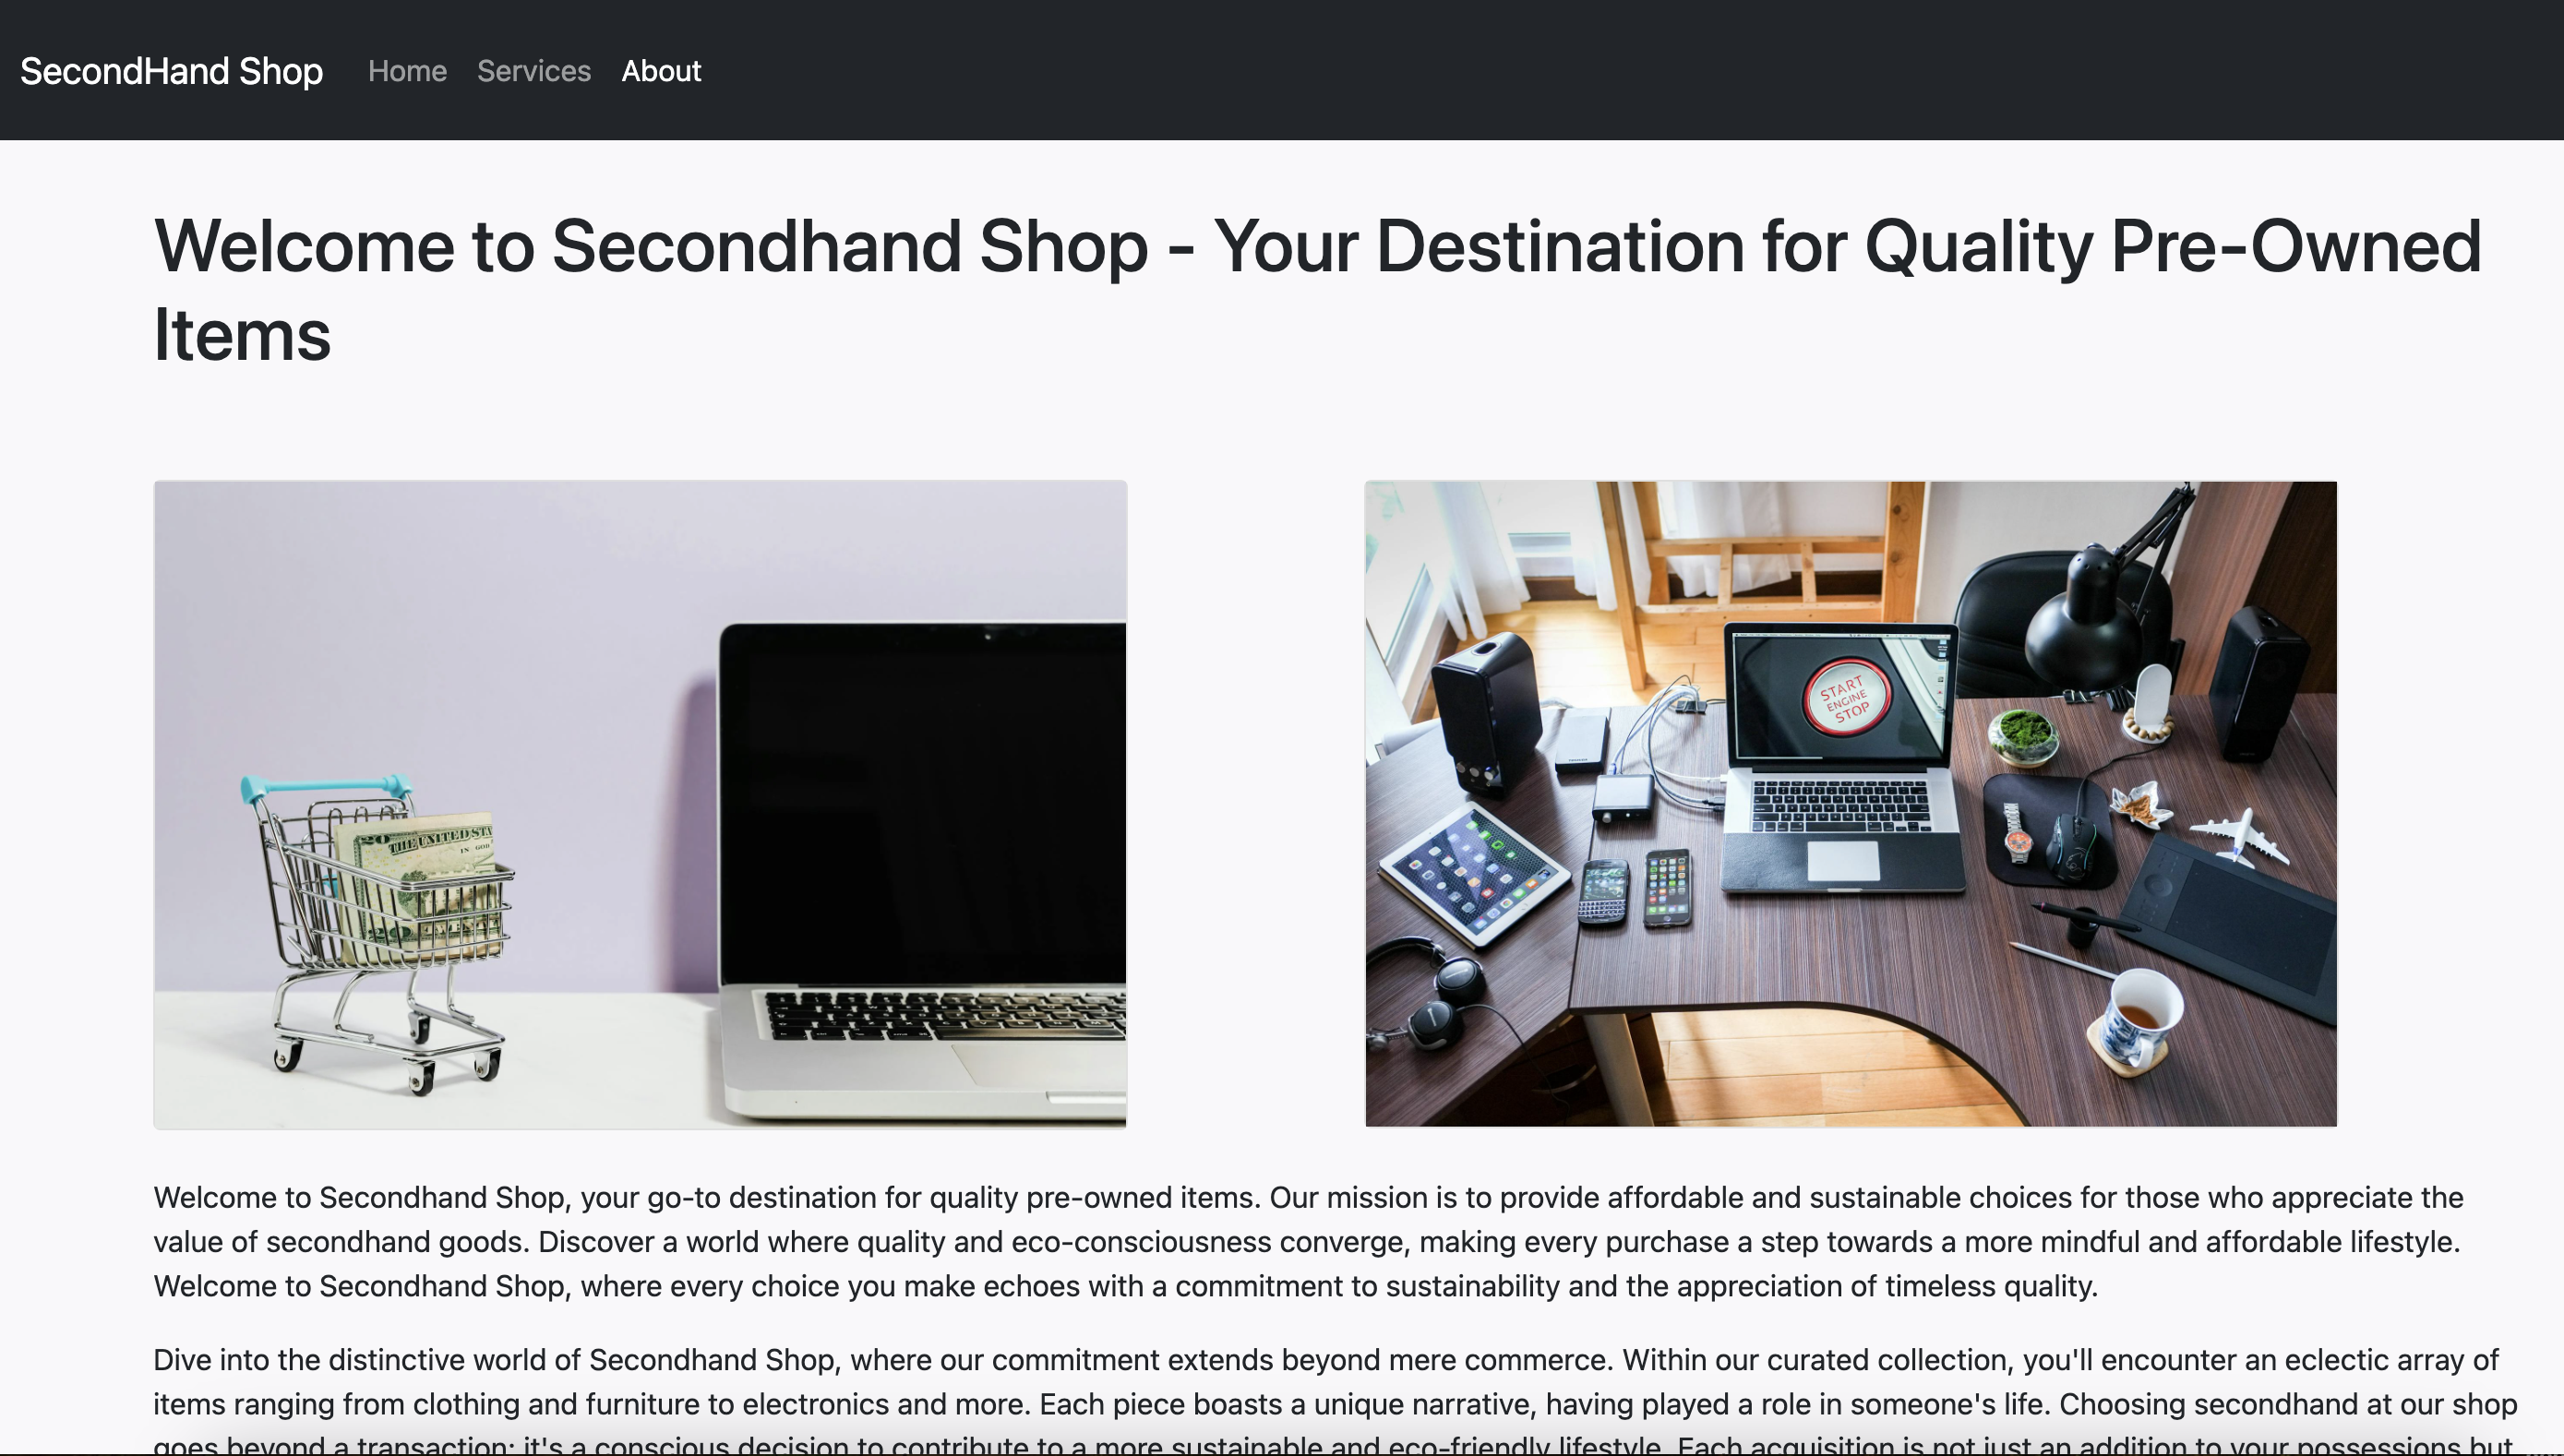 SecondHand Shop Home Services About
Welcome to Secondhand Shop - Your Destination for Quality Pre-Owned
Items
20 THE UNITED STA
IN GOD
20
START
ENGINE
STOP
Welcome to Secondhand Shop, your go-to destination for quality pre-owned items. Our mission is to provide affordable and sustainable choices for those who appreciate the
value of secondhand goods. Discover a world where quality and eco-consciousness converge, making every purchase a step towards a more mindful and affordable lifestyle.
Welcome to Secondhand Shop, where every choice you make echoes with a commitment to sustainability and the appreciation of timeless quality.
Dive into the distinctive world of Secondhand Shop, where our commitment extends beyond mere commerce. Within our curated collection, you'll encounter an eclectic array of
items ranging from clothing and furniture to electronics and more. Each piece boasts a unique narrative, having played a role in someone's life. Choosing secondhand at our shop
goes beyond a transaction; it's a conscious decision to contribute to a more sustainable and eco-friendly lifestyle. Each acquisition is not just an addition to your possessions but